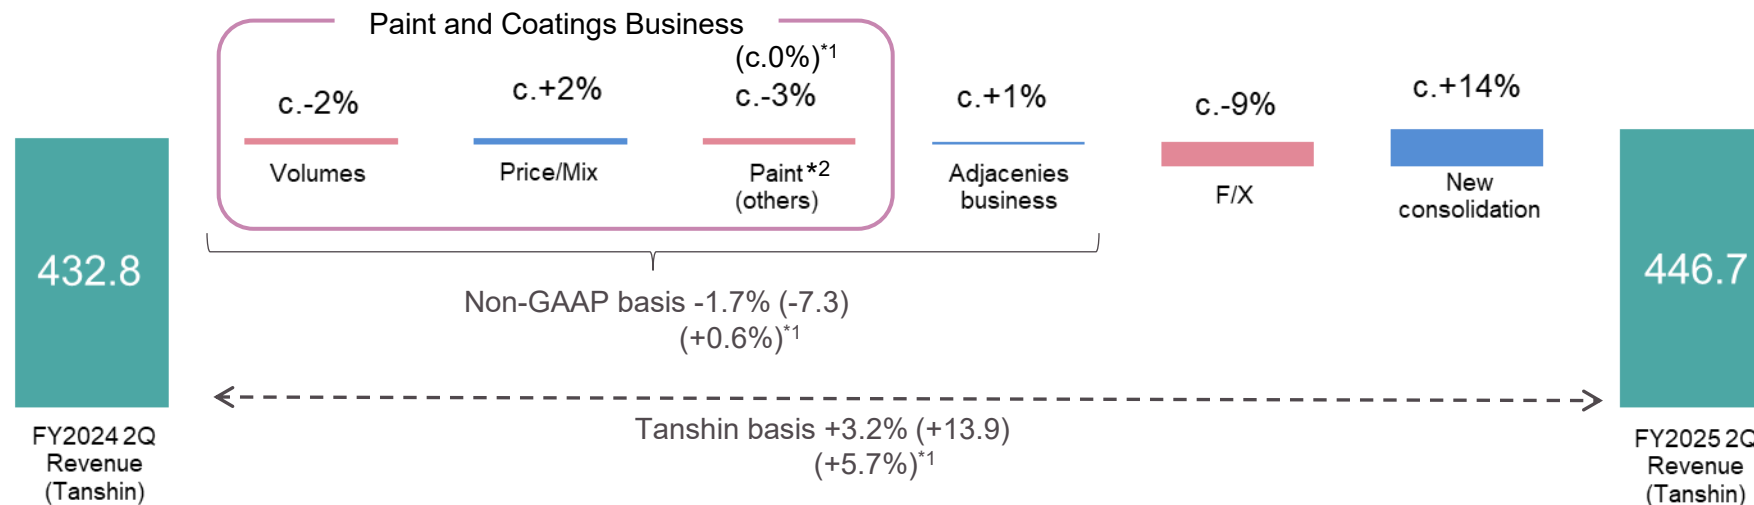 Paint and Coatings Business
(c.0%)*1
c.-2%
c.+2%
c.-3%
c.+1%
c.-9%
c.+14%
Volumes
Price/Mix
Paint*2
(others)
Adjacenies
business
F/X
New
consolidation
432.8
446.7
Non-GAAP basis -1.7% (-7.3)
(+0.6%)*1
Tanshin basis +3.2% (+13.9)
(+5.7%)*1
FY2024 2Q
Revenue
(Tanshin)
FY2025 2Q
Revenue
(Tanshin)